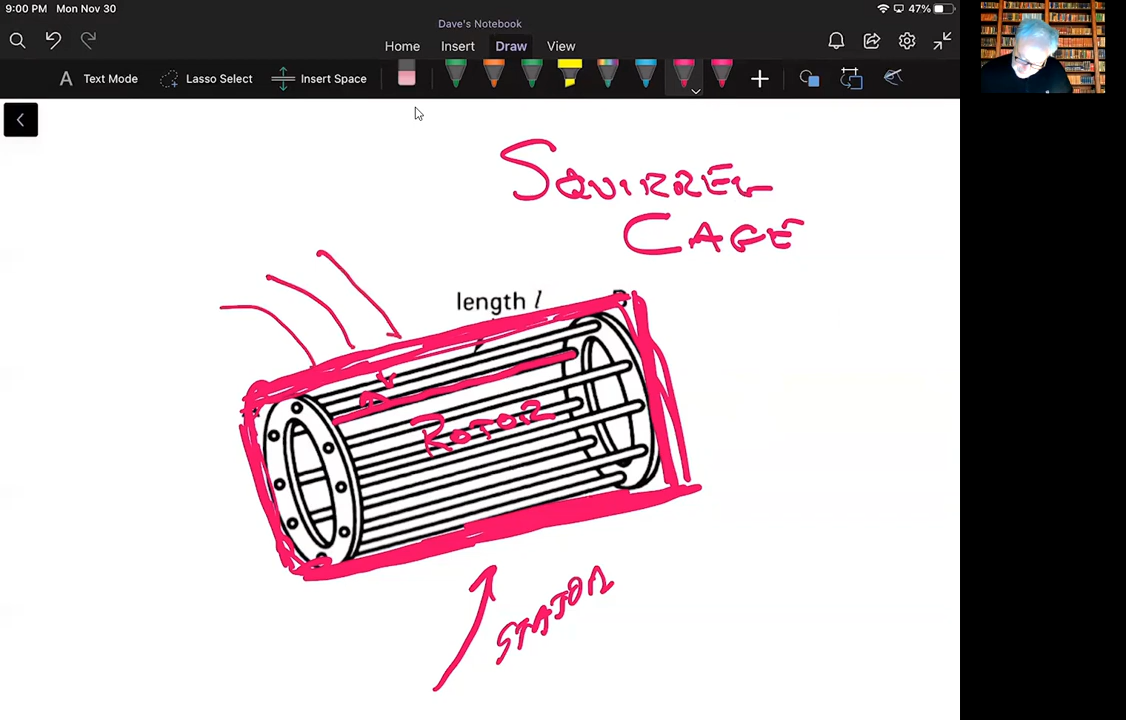 9:00 PM Mon Nov 30
47%
Dave's Notebook
Home Insert Draw View
Text Mode Lasso Select Insert Space
SQUIRREL
CAGE
length l
B
ROTOR
STATOR